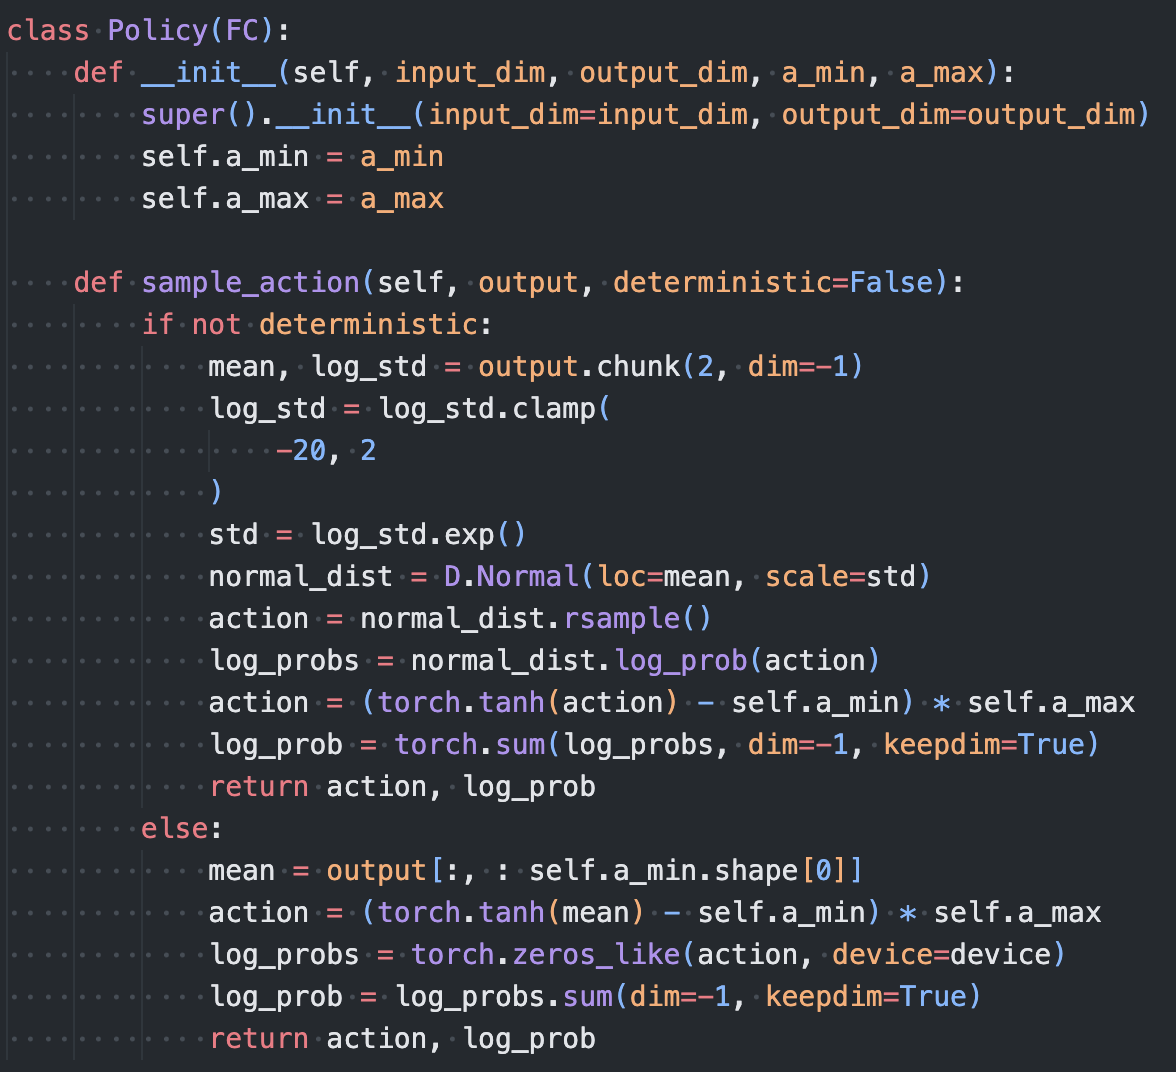 class Policy(FC):
    def __init__(self, input_dim, output_dim, a_min, a_max):
        super().__init__(input_dim=input_dim, output_dim=output_dim)
        self.a_min = a_min
        self.a_max = a_max

    def sample_action(self, output, deterministic=False):
        if not deterministic:
            mean, log_std = output.chunk(2, dim=-1)
            log_std = log_std.clamp(
                -20, 2
            )
            std = log_std.exp()
            normal_dist = D.Normal(loc=mean, scale=std)
            action = normal_dist.rsample()
            log_probs = normal_dist.log_prob(action)
            action = (torch.tanh(action) - self.a_min) * self.a_max
            log_prob = torch.sum(log_probs, dim=-1, keepdim=True)
            return action, log_prob
        else:
            mean = output[:, : self.a_min.shape[0]]
            action = (torch.tanh(mean) - self.a_min) * self.a_max
            log_probs = torch.zeros_like(action, device=device)
            log_prob = log_probs.sum(dim=-1, keepdim=True)
            return action, log_prob